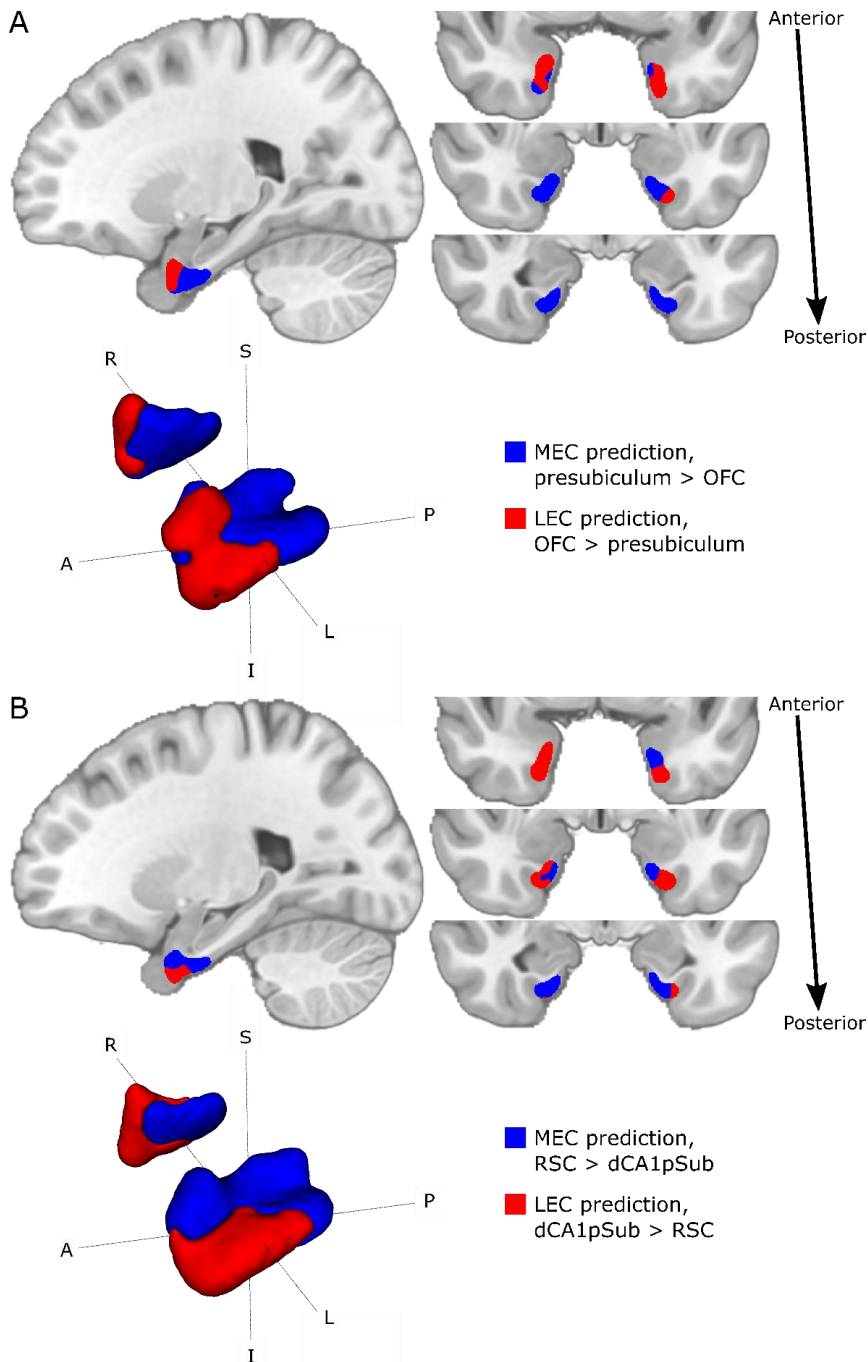 A
Anterior
Posterior
R
S
A
P
L
I
MEC prediction,
presubiculum > OFC
LEC prediction,
OFC > presubiculum
B
Anterior
Posterior
R
S
A
P
L
I
MEC prediction,
RSC > dCA1pSub
LEC prediction,
dCA1pSub > RSC